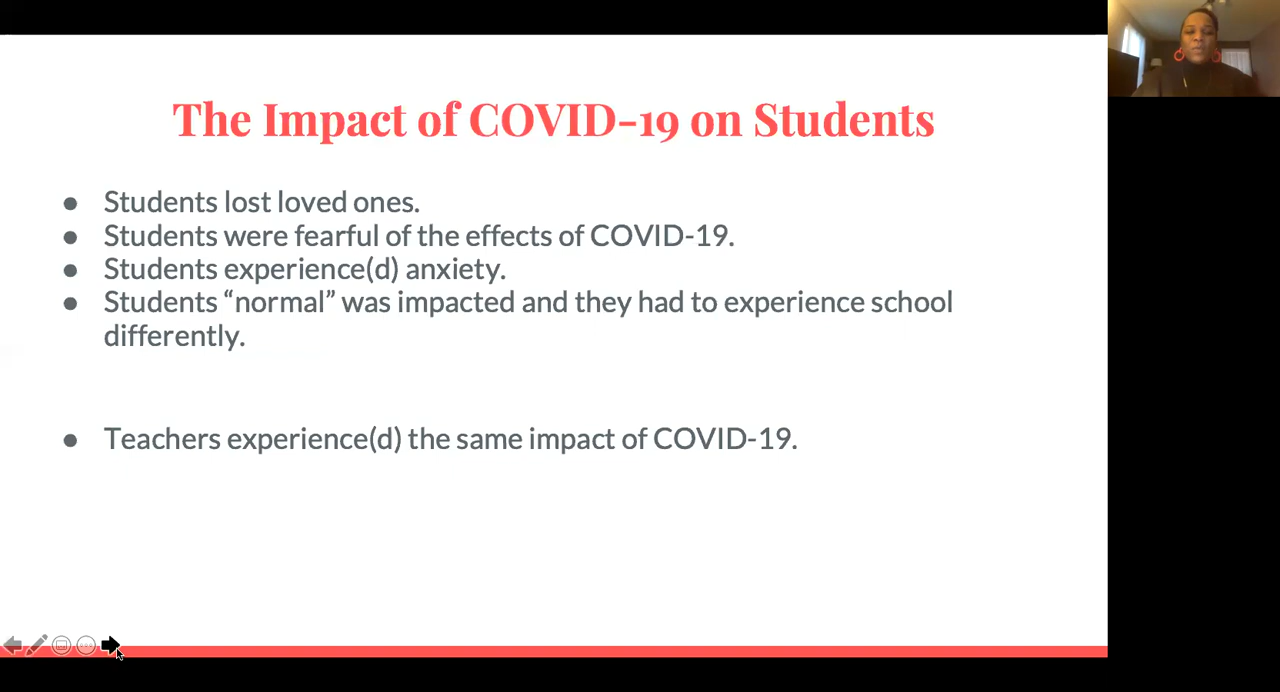 The Impact of COVID-19 on Students
● Students lost loved ones.
● Students were fearful of the effects of COVID-19.
● Students experience(d) anxiety.
● Students “normal” was impacted and they had to experience school
differently.
● Teachers experience(d) the same impact of COVID-19.